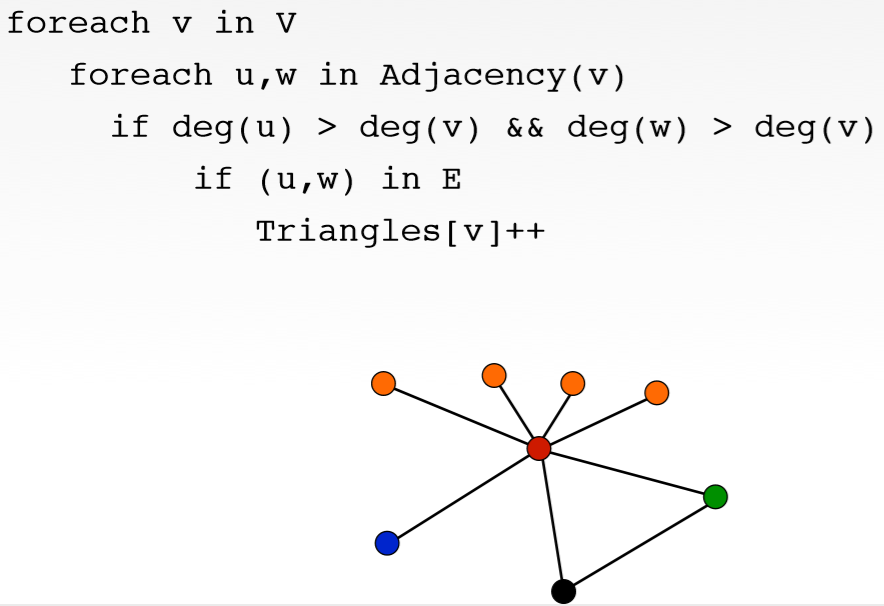 foreach v in V
foreach u,w in Adjacency(v)
if deg(u) > deg(v) && deg(w) > deg(v)
if (u,w) in E
Triangles[v]++